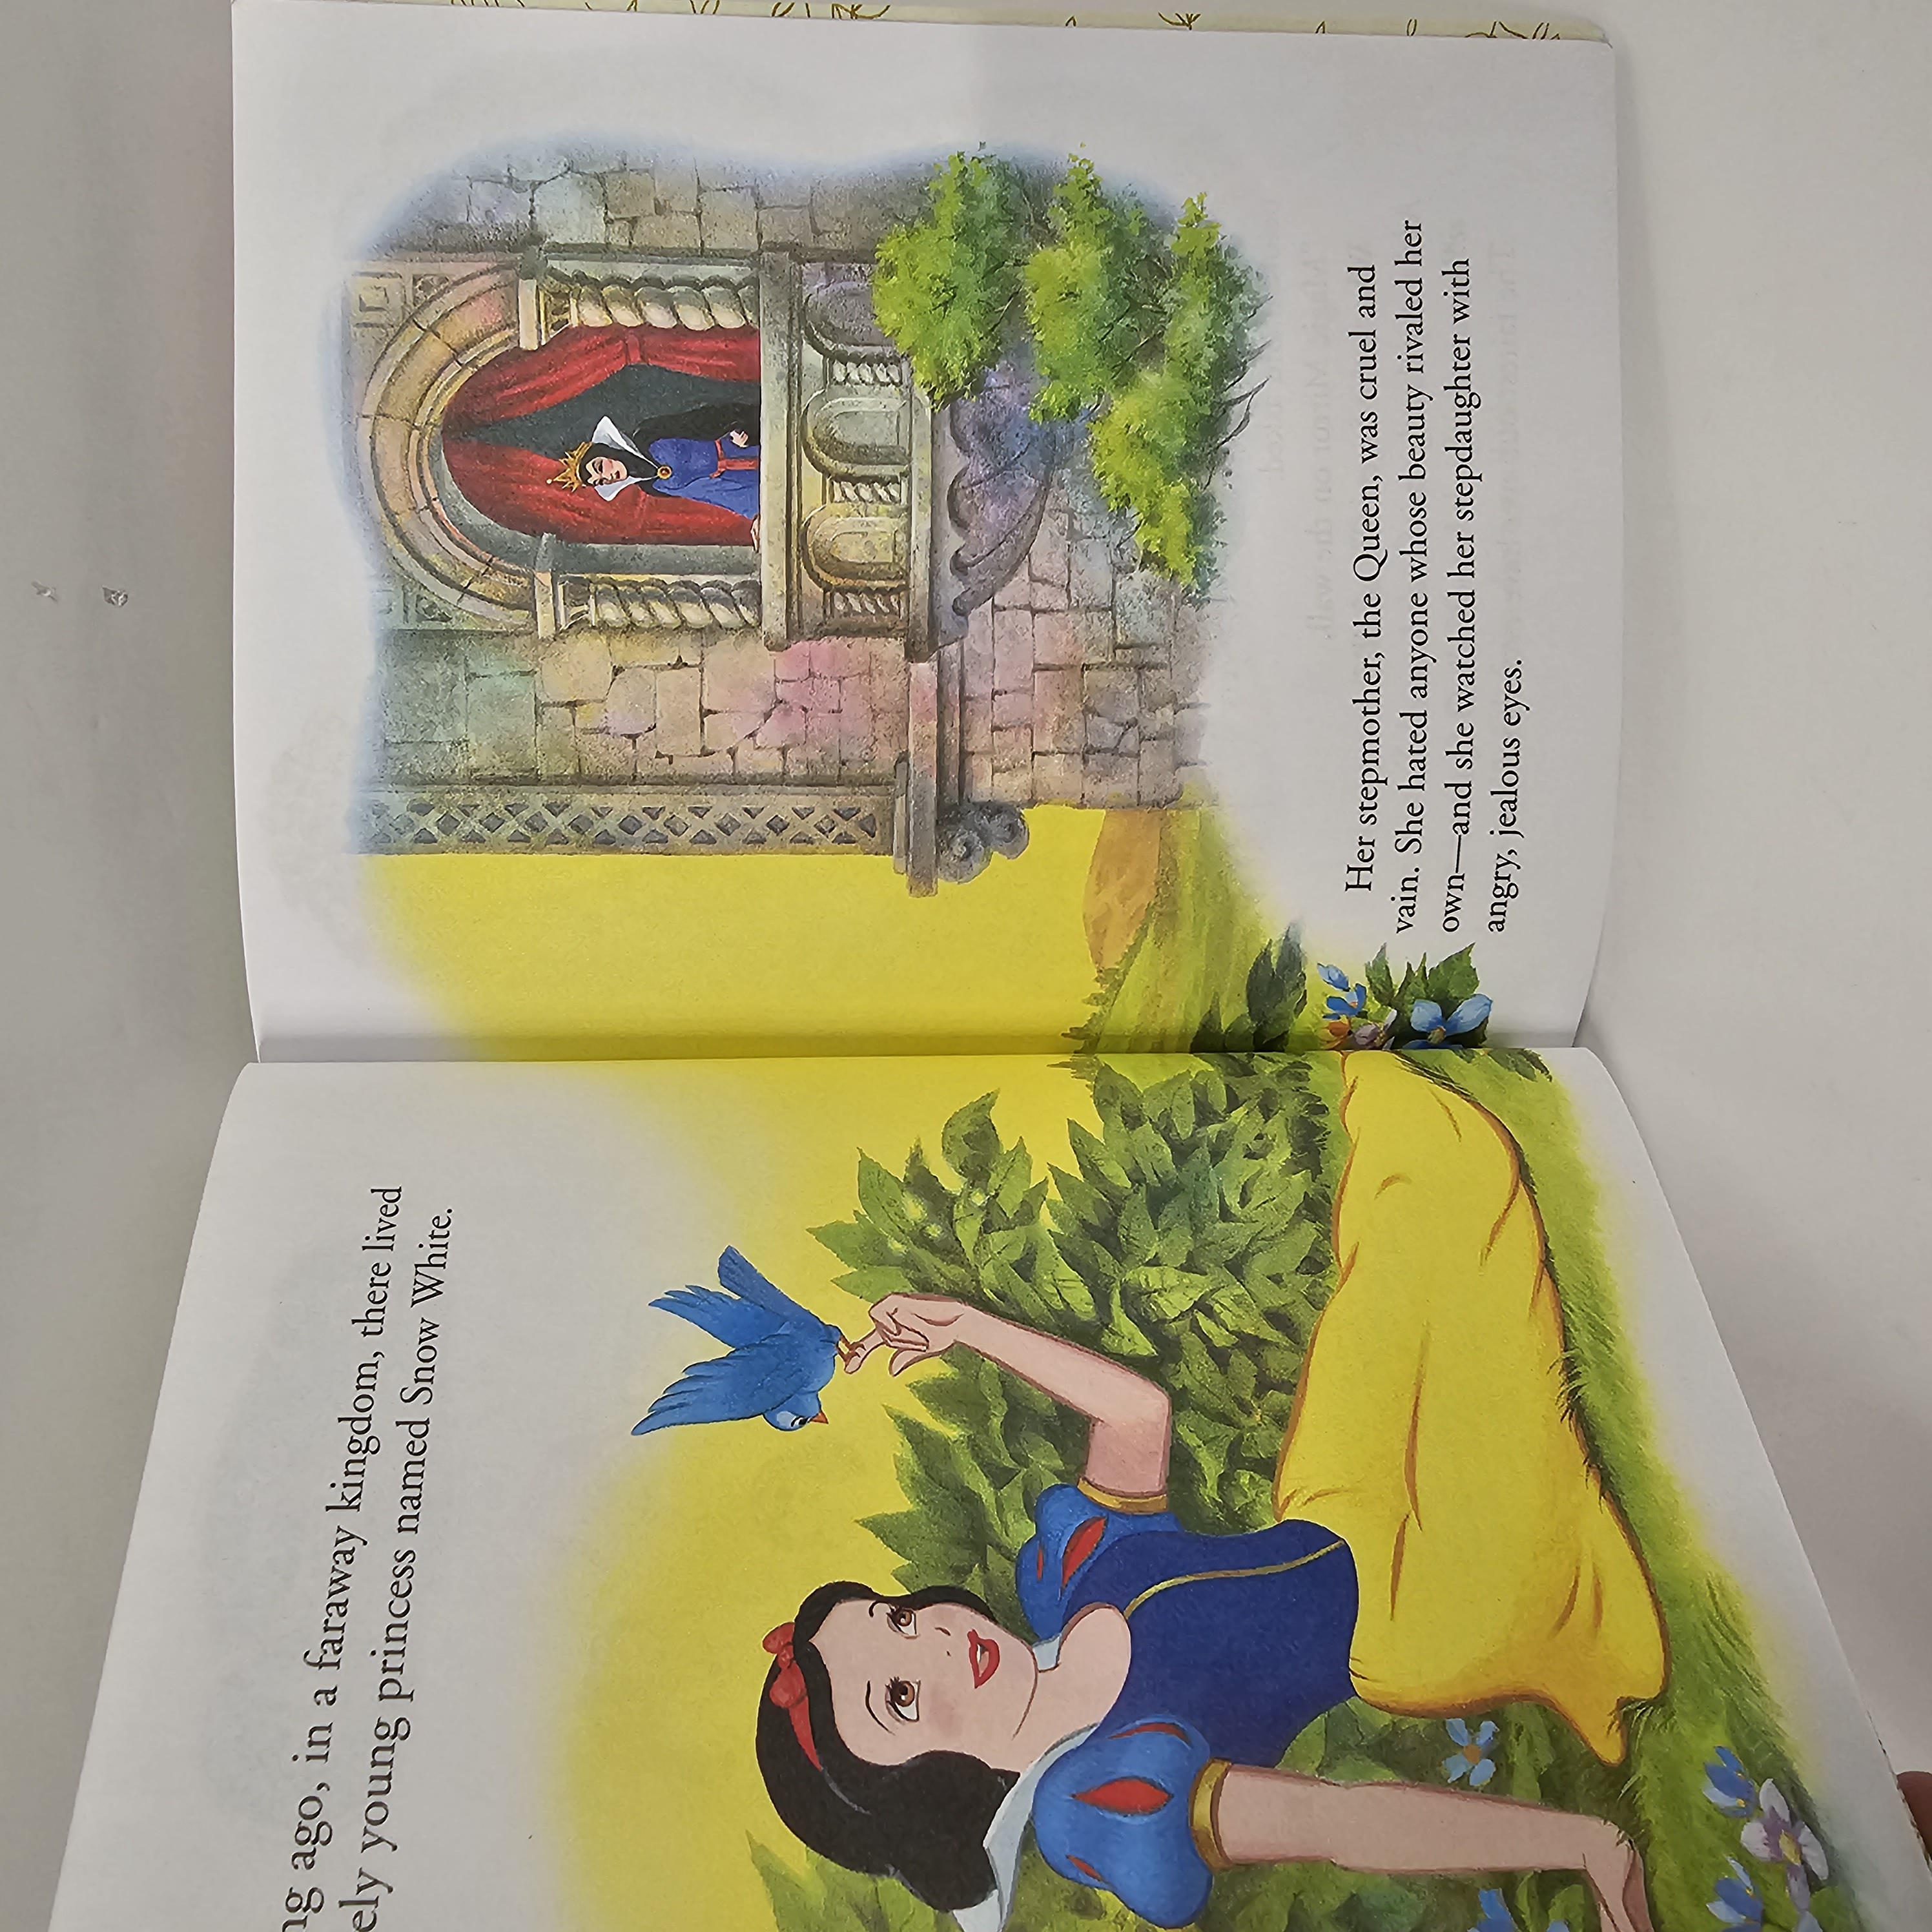 ng ago, in a faraway kingdom, there lived
ely young princess named Snow White.
Her stepmother, the Queen, was cruel and
vain. She hated anyone whose beauty rivaled her
own—and she watched her stepdaughter with
angry, jealous eyes.